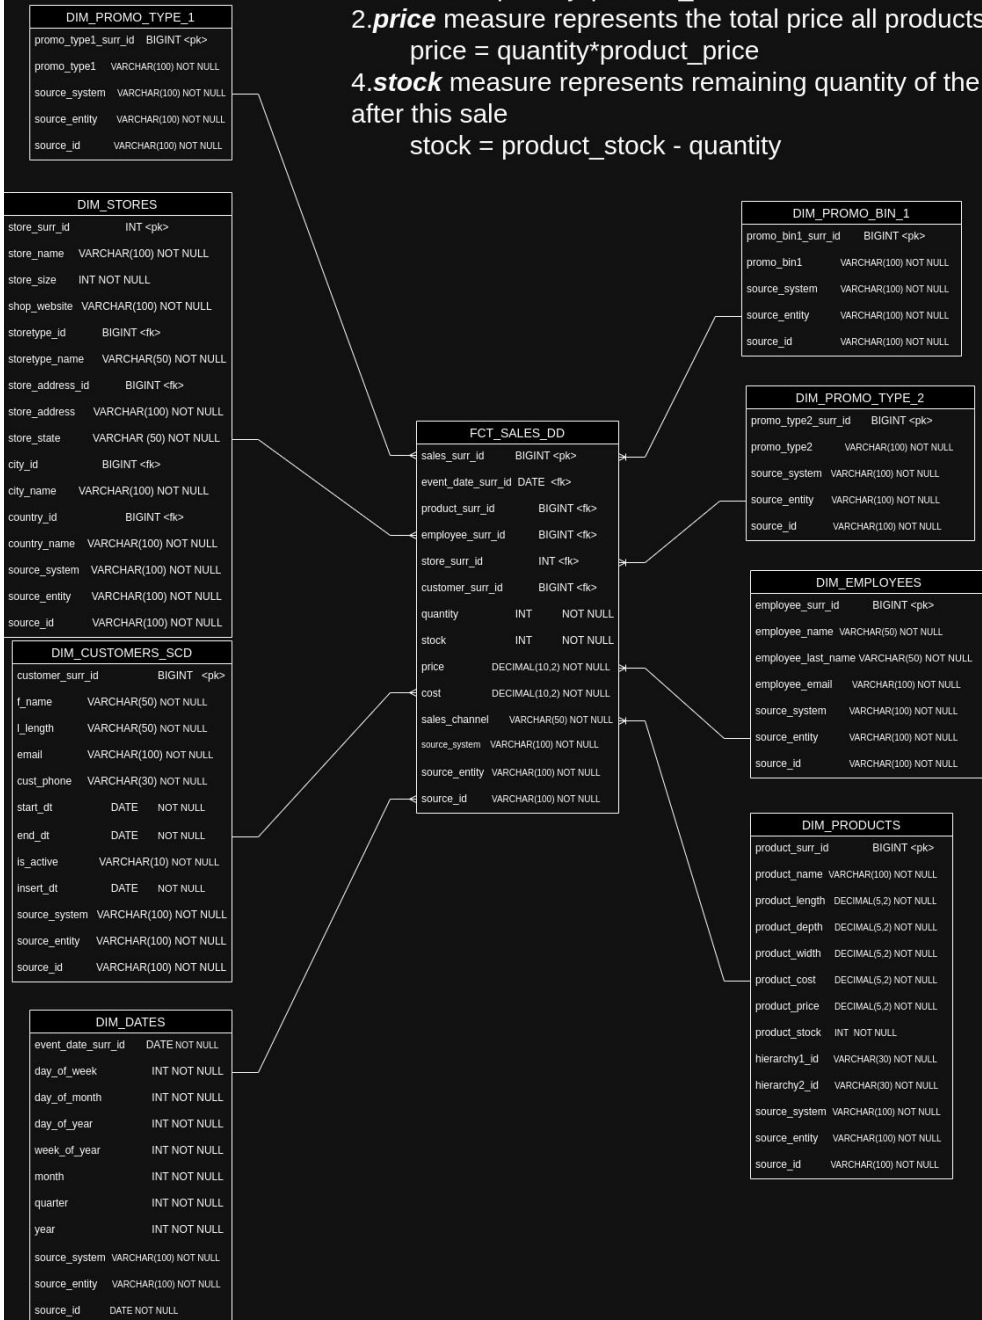 DIM_PROMO_TYPE_1
promo_type1_surr_id BIGINT <pk>
promo_type1 VARCHAR(100) NOT NULL
source_system VARCHAR(100) NOT NULL
source_entity VARCHAR(100) NOT NULL
source_id VARCHAR(100) NOT NULL
2.price measure represents the total price all products
price = quantity*product_price
4.stock measure represents remaining quantity of the
after this sale
stock = product_stock - quantity
DIM_STORES
store_surr_id INT <pk>
store_name VARCHAR(100) NOT NULL
store_size INT NOT NULL
shop_website VARCHAR(100) NOT NULL
storetype_id BIGINT <fk>
storetype_name VARCHAR(50) NOT NULL
store_address_id BIGINT <fk>
store_address VARCHAR(100) NOT NULL
store_state VARCHAR (50) NOT NULL
city_id BIGINT <fk>
city_name VARCHAR(100) NOT NULL
country_id BIGINT <fk>
country_name VARCHAR(100) NOT NULL
source_system VARCHAR(100) NOT NULL
source_entity VARCHAR(100) NOT NULL
source_id VARCHAR(100) NOT NULL
DIM_CUSTOMERS_SCD
customer_surr_id BIGINT <pk>
f_name VARCHAR(50) NOT NULL
l_length VARCHAR(50) NOT NULL
email VARCHAR(100) NOT NULL
cust_phone VARCHAR(30) NOT NULL
start_dt DATE NOT NULL
end_dt DATE NOT NULL
is_active VARCHAR(10) NOT NULL
insert_dt DATE NOT NULL
source_system VARCHAR(100) NOT NULL
source_entity VARCHAR(100) NOT NULL
source_id VARCHAR(100) NOT NULL
DIM_DATES
event_date_surr_id DATE NOT NULL
day_of_week INT NOT NULL
day_of_month INT NOT NULL
day_of_year INT NOT NULL
week_of_year INT NOT NULL
month INT NOT NULL
quarter INT NOT NULL
year INT NOT NULL
source_system VARCHAR(100) NOT NULL
source_entity VARCHAR(100) NOT NULL
source_id DATE NOT NULL
FCT_SALES_DD
sales_surr_id BIGINT <pk>
event_date_surr_id DATE <fk>
product_surr_id BIGINT <fk>
employee_surr_id BIGINT <fk>
store_surr_id INT <fk>
customer_surr_id BIGINT <fk>
quantity INT NOT NULL
stock INT NOT NULL
price DECIMAL(10,2) NOT NULL
cost DECIMAL(10,2) NOT NULL
sales_channel VARCHAR(50) NOT NULL
source_system VARCHAR(100) NOT NULL
source_entity VARCHAR(100) NOT NULL
source_id VARCHAR(100) NOT NULL
DIM_PROMO_BIN_1
promo_bin1_surr_id BIGINT <pk>
promo_bin1 VARCHAR(100) NOT NULL
source_system VARCHAR(100) NOT NULL
source_entity VARCHAR(100) NOT NULL
source_id VARCHAR(100) NOT NULL
DIM_PROMO_TYPE_2
promo_type2_surr_id BIGINT <pk>
promo_type2 VARCHAR(100) NOT NULL
source_system VARCHAR(100) NOT NULL
source_entity VARCHAR(100) NOT NULL
source_id VARCHAR(100) NOT NULL
DIM_EMPLOYEES
employee_surr_id BIGINT <pk>
employee_name VARCHAR(50) NOT NULL
employee_last_name VARCHAR(50) NOT NULL
employee_email VARCHAR(100) NOT NULL
source_system VARCHAR(100) NOT NULL
source_entity VARCHAR(100) NOT NULL
source_id VARCHAR(100) NOT NULL
DIM_PRODUCTS
product_surr_id BIGINT <pk>
product_name VARCHAR(100) NOT NULL
product_length DECIMAL(5,2) NOT NULL
product_depth DECIMAL(5,2) NOT NULL
product_width DECIMAL(5,2) NOT NULL
product_cost DECIMAL(5,2) NOT NULL
product_price DECIMAL(5,2) NOT NULL
product_stock INT NOT NULL
hierarchy1_id VARCHAR(30) NOT NULL
hierarchy2_id VARCHAR(30) NOT NULL
source_system VARCHAR(100) NOT NULL
source_entity VARCHAR(100) NOT NULL
source_id VARCHAR(100) NOT NULL